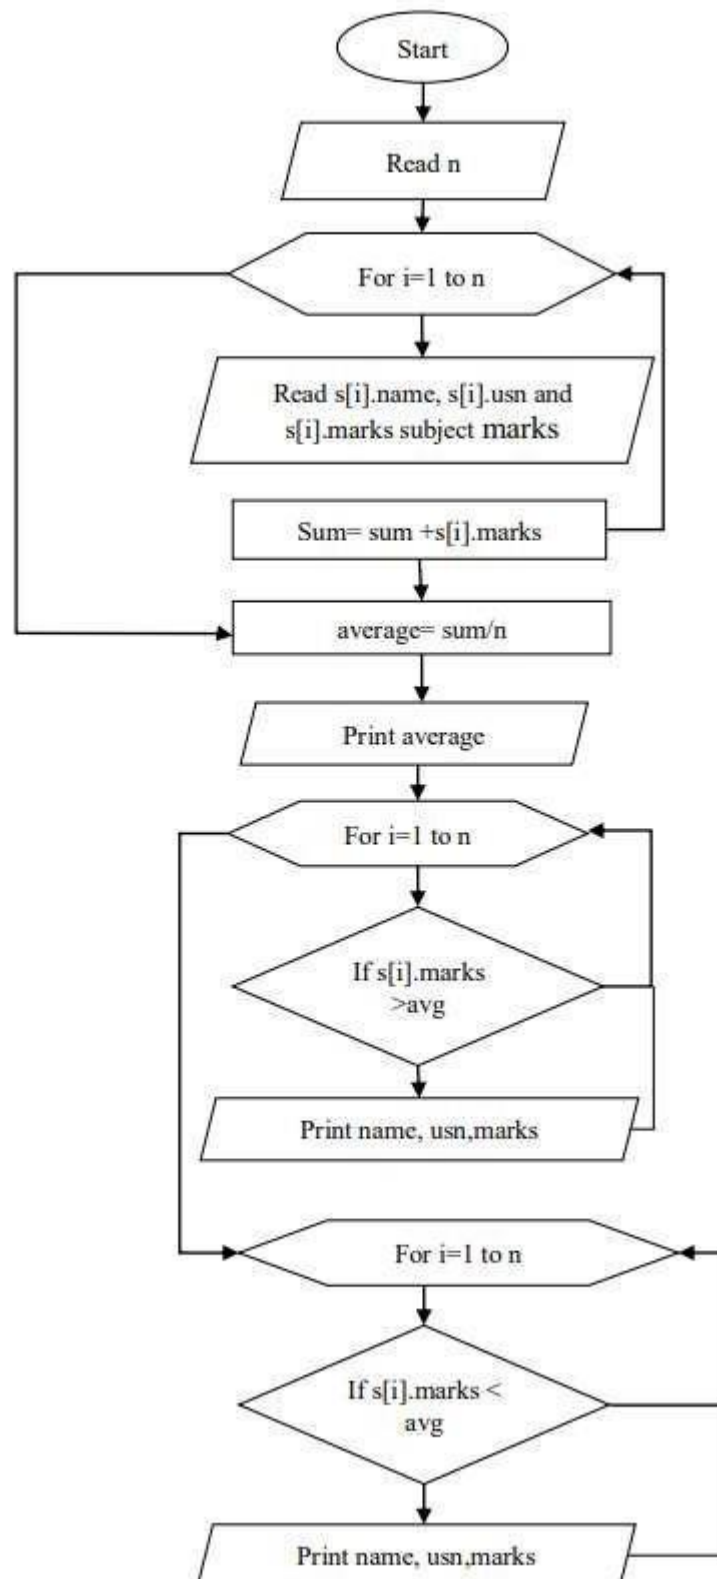 Start
Read n
For i=1 to n
Read s[i].name, s[i].usn and
s[i].marks subject marks
Sum= sum +s[i].marks
average= sum/n
Print average
For i=1 to n
If s[i].marks
>avg
Print name, usn,marks
For i=1 to n
If s[i].marks <
avg
Print name, usn,marks